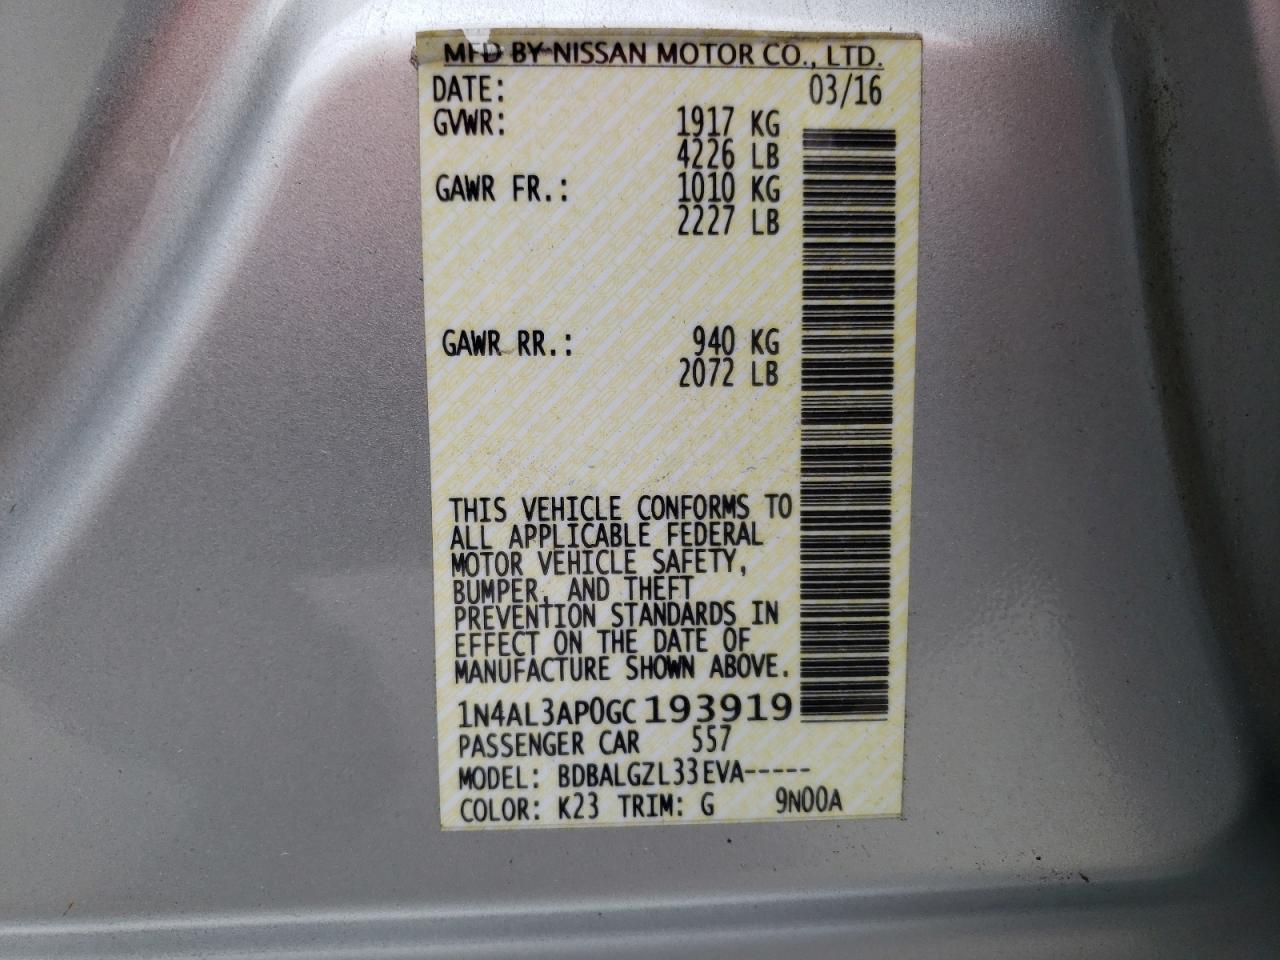 MFD BY NISSAN MOTOR CO., LTD.
DATE: 03/16
GVWR: 1917 KG
4226 LB
GAWR FR.: 1010 KG
2227 LB
GAWR RR.: 940 KG
2072 LB
THIS VEHICLE CONFORMS TO
ALL APPLICABLE FEDERAL
MOTOR VEHICLE SAFETY,
BUMPER, AND THEFT
PREVENTION STANDARDS IN
EFFECT ON THE DATE OF
MANUFACTURE SHOWN ABOVE.
1N4AL3AP0GC193919
PASSENGER CAR 557
MODEL: BDBALGZL33EVA-----
COLOR: K23 TRIM: G 9N00A